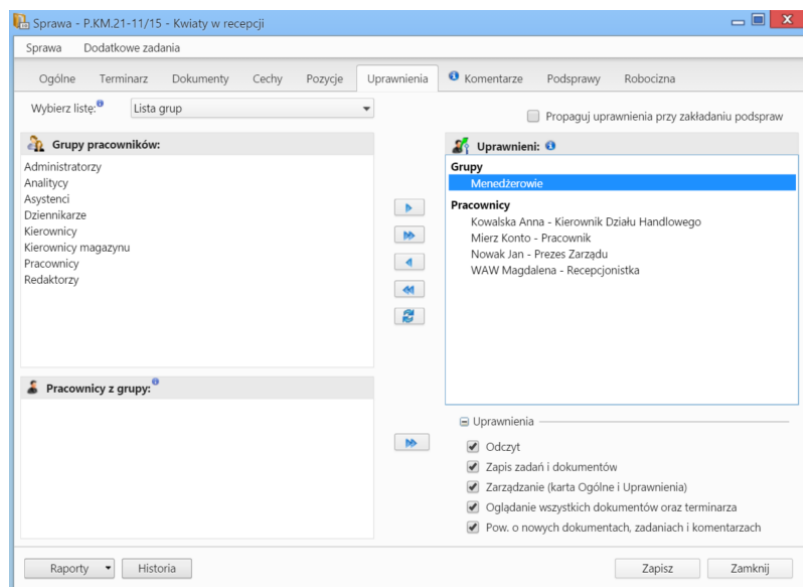 Sprawa - P.KM.21-11/15 - Kwiaty w recepcji
Sprawa Dodatkowe zadania
Ogólne Terminarz Dokumenty Cechy Pozycje Uprawnienia Komentarze Podsprawy Robocizna
Wybierz listę: Lista grup
Propaguj uprawnienia przy zakładaniu podspraw
Grupy pracowników:
Administratorzy
Analitycy
Asystenci
Dziennikarze
Kierownicy
Kierownicy magazynu
Pracownicy
Redaktorzy
Pracownicy z grupy:
Uprawnieni:
Grupy
Menedżerowie
Pracownicy
Kowalska Anna - Kierownik Działu Handlowego
Mierz Konto - Pracownik
Nowak Jan - Prezes Zarządu
WAW Magdalena - Recepcjonistka
Uprawnienia
Odczyt
Zapis zadań i dokumentów
Zarządzanie (karta Ogólne i Uprawnienia)
Oglądanie wszystkich dokumentów oraz terminarza
Pow. o nowych dokumentach, zadaniach i komentarzach
Raporty Historia Zapisz Zamknij